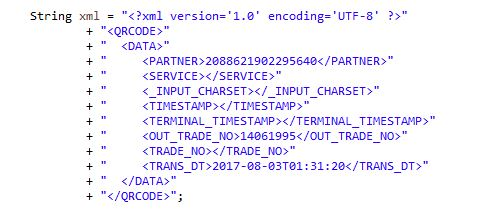 String xml = "<?xml version='1.0' encoding='UTF-8' ?>"
+ "<QRCODE>"
+ "  <DATA>"
+ "     <PARTNER>2088621902295640</PARTNER>"
+ "     <SERVICE></SERVICE>"
+ "     <_INPUT_CHARSET></_INPUT_CHARSET>"
+ "     <TIMESTAMP></TIMESTAMP>"
+ "     <TERMINAL_TIMESTAMP></TERMINAL_TIMESTAMP>"
+ "     <OUT_TRADE_NO>14061995</OUT_TRADE_NO>"
+ "     <TRADE_NO></TRADE_NO>"
+ "     <TRANS_DT>2017-08-03T01:31:20</TRANS_DT>"
+ "  </DATA>"
+ "</QRCODE>";